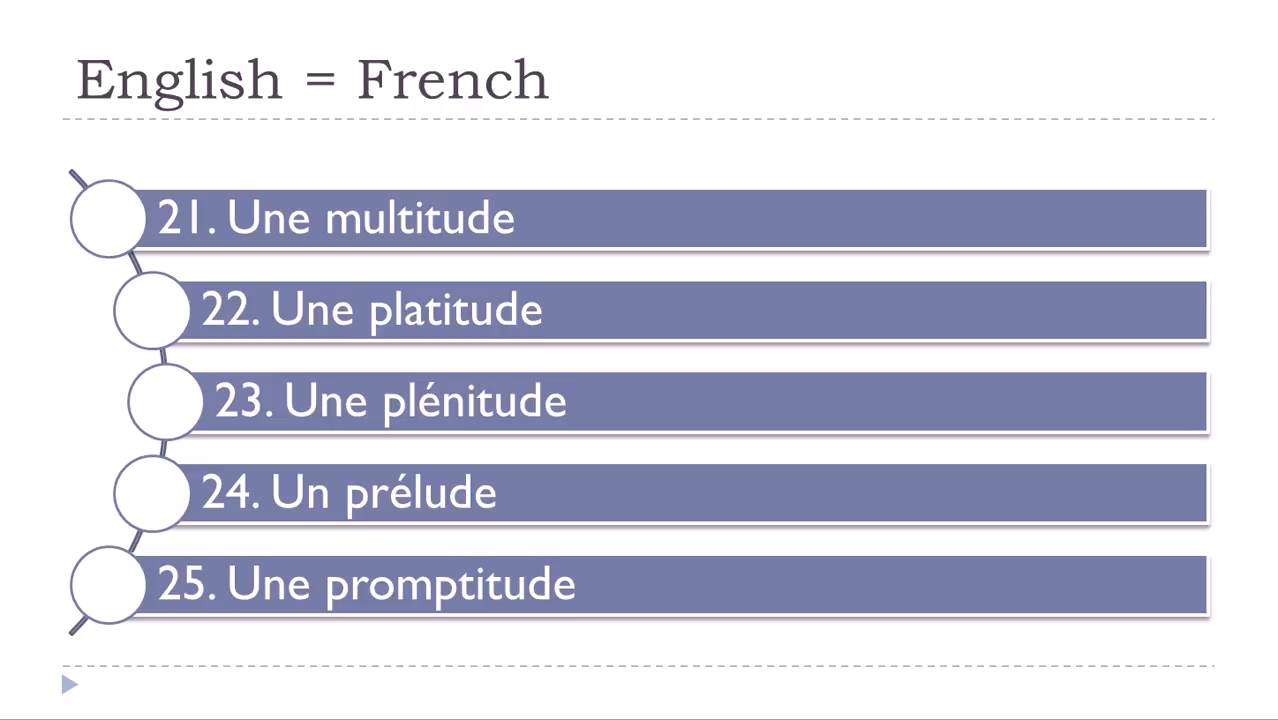 English = French
21. Une multitude
22. Une platitude
23. Une plénitude
24. Un prélude
25. Une promptitude